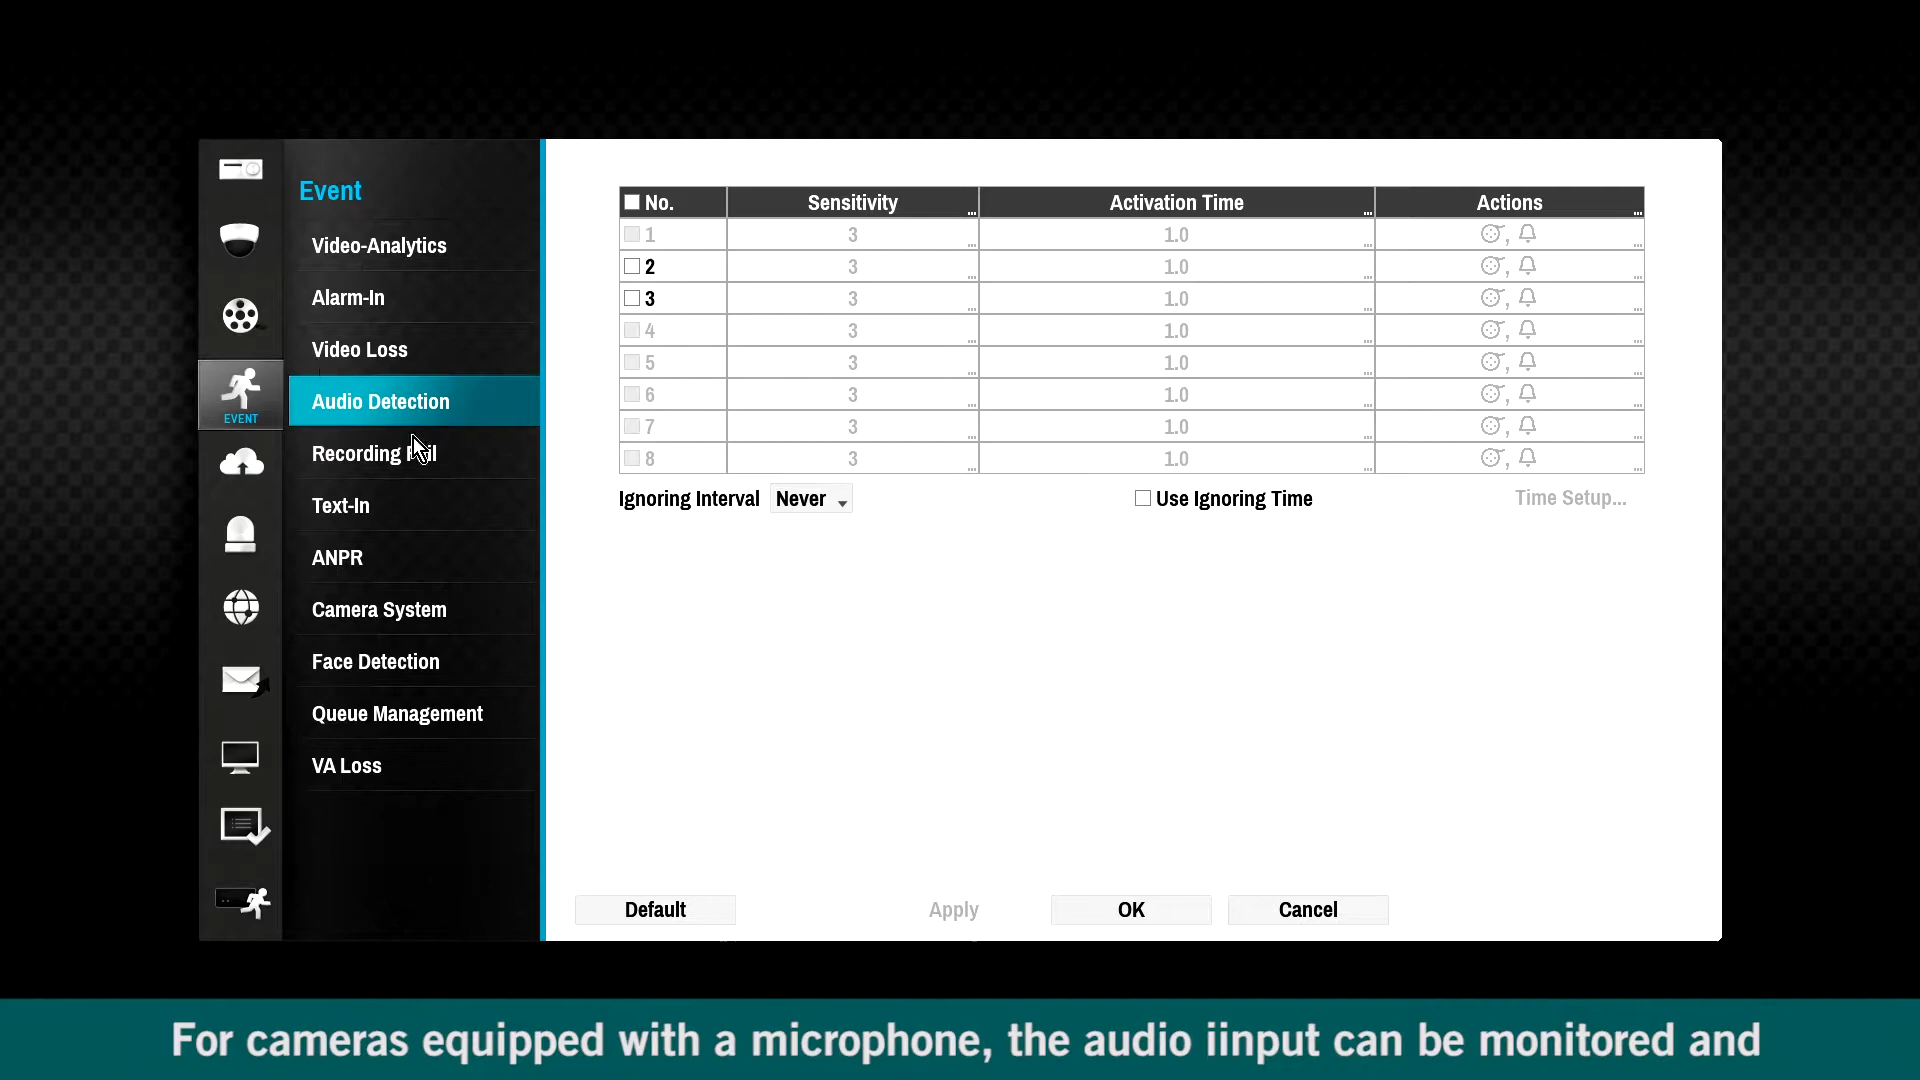 Event
EVENT
Video-Analytics
Alarm-In
Video Loss
Audio Detection
Recording
Text-In
ANPR
Camera System
Face Detection
Queue Management
VA Loss
No. Sensitivity ... Activation Time ... Actions ...
1 3 ... 1.0 ... , ...
2 3 ... 1.0 ... , ...
3 3 ... 1.0 ... , ...
4 3 ... 1.0 ... , ...
5 3 ... 1.0 ... , ...
6 3 ... 1.0 ... , ...
7 3 ... 1.0 ... , ...
8 3 ... 1.0 ... , ...
Ignoring Interval Never Use Ignoring Time Time Setup...
Default Apply OK Cancel
For cameras equipped with a microphone, the audio iinput can be monitored and